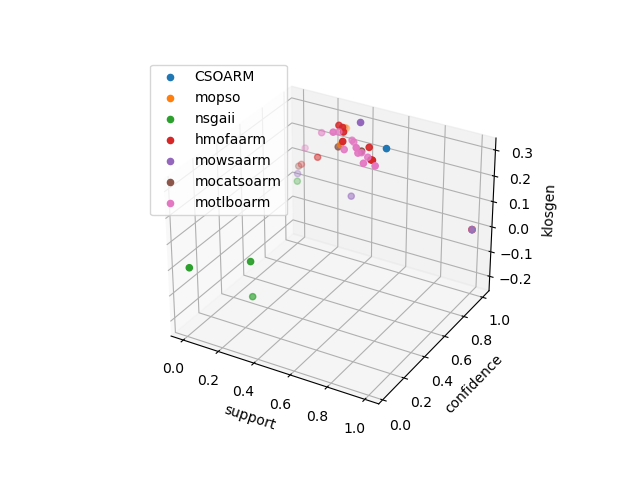 CSOARM
mopso
nsgaii
hmofaarm
mowsaarm
mocatsoarm
motlboarm
0.3
0.2
0.1
0.0
−0.1
−0.2
klosgen
0.0
0.2
0.4
0.6
0.8
1.0
support
0.0
0.2
0.4
0.6
0.8
1.0
confidence